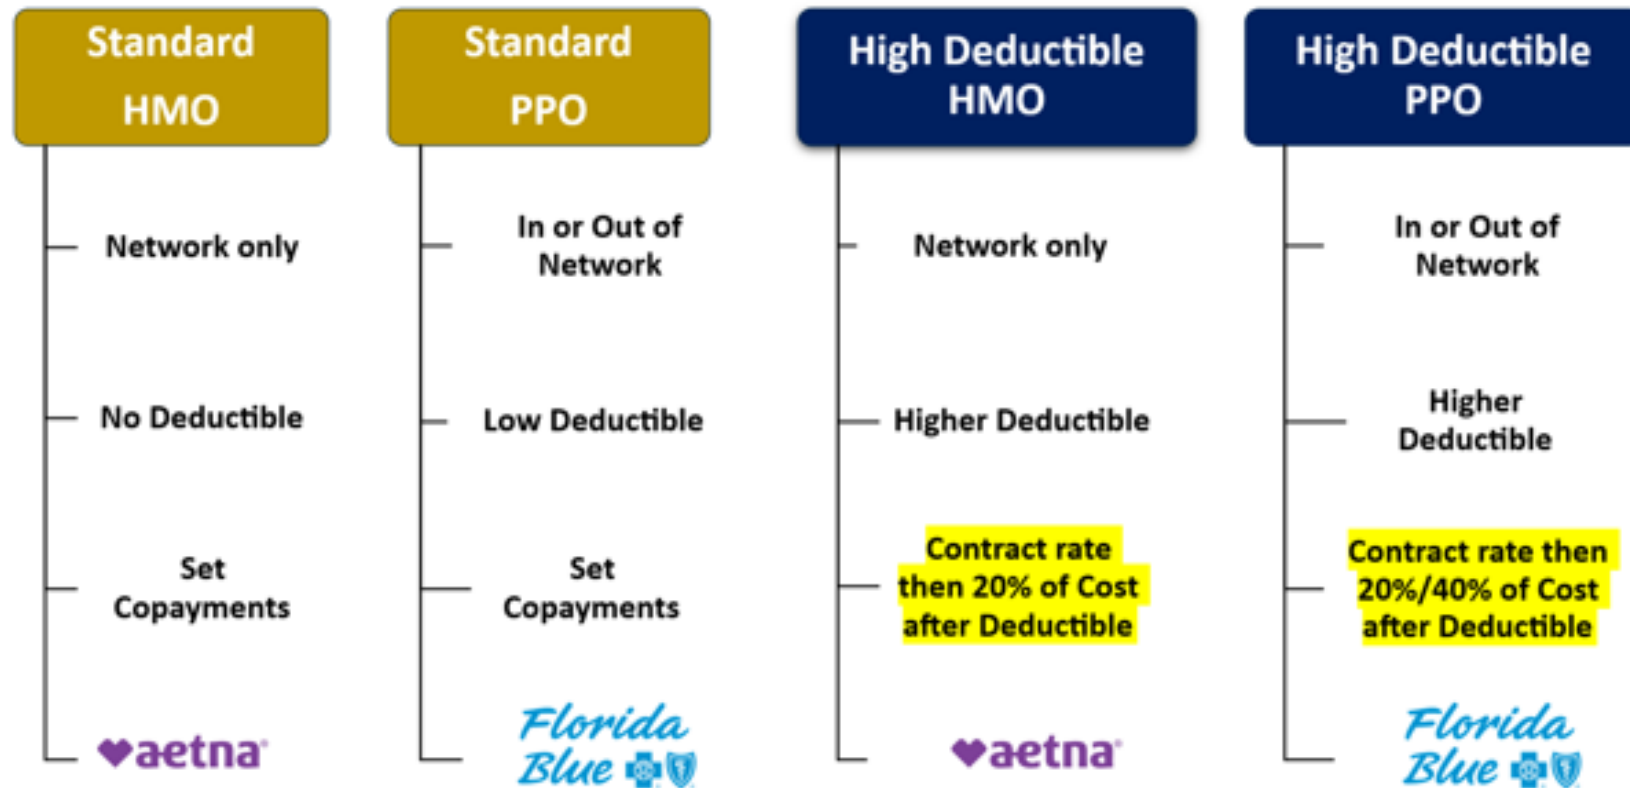 Standard
HMO
Network only
No Deductible
Set
Copayments
aetna
Standard
PPO
In or Out of
Network
Low Deductible
Set
Copayments
Florida
Blue
High Deductible
HMO
Network only
Higher Deductible
Contract rate
then 20% of Cost
after Deductible
aetna
High Deductible
PPO
In or Out of
Network
Higher
Deductible
Contract rate then
20%/40% of Cost
after Deductible
Florida
Blue